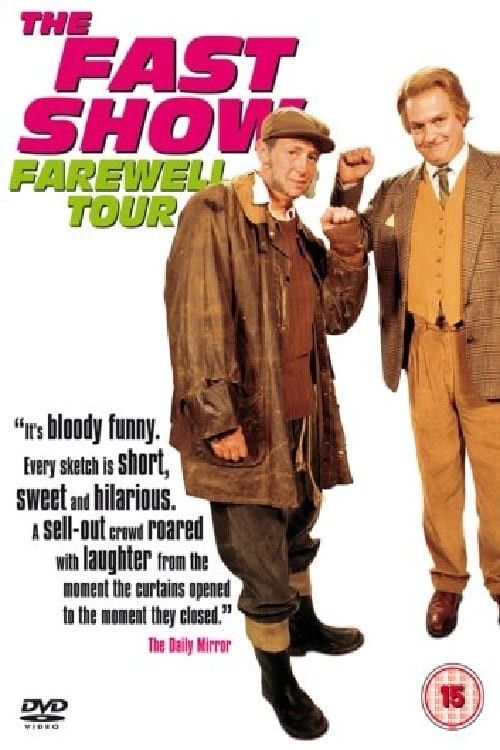 THE
FAST
SHOW
FAREWELL
TOUR
“It's bloody funny.
Every sketch is short,
sweet and hilarious.
A sell-out crowd roared
with laughter from the
moment the curtains opened
to the moment they closed.”
The Daily Mirror
DVD
VIDEO
15